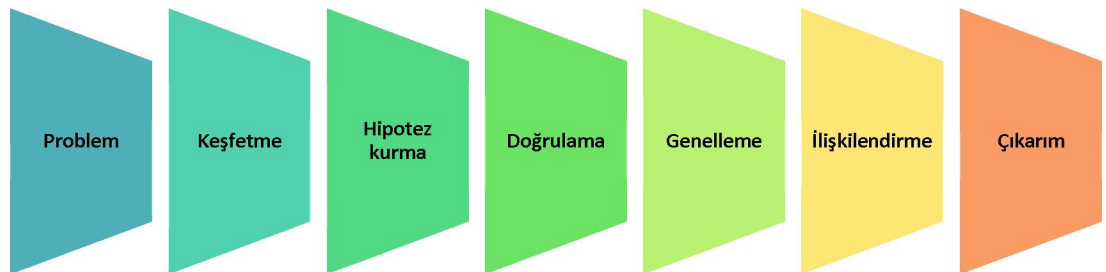 Problem
Keşfetme
Hipotez
kurma
Doğrulama
Genelleme
İlişkilendirme
Çıkarım